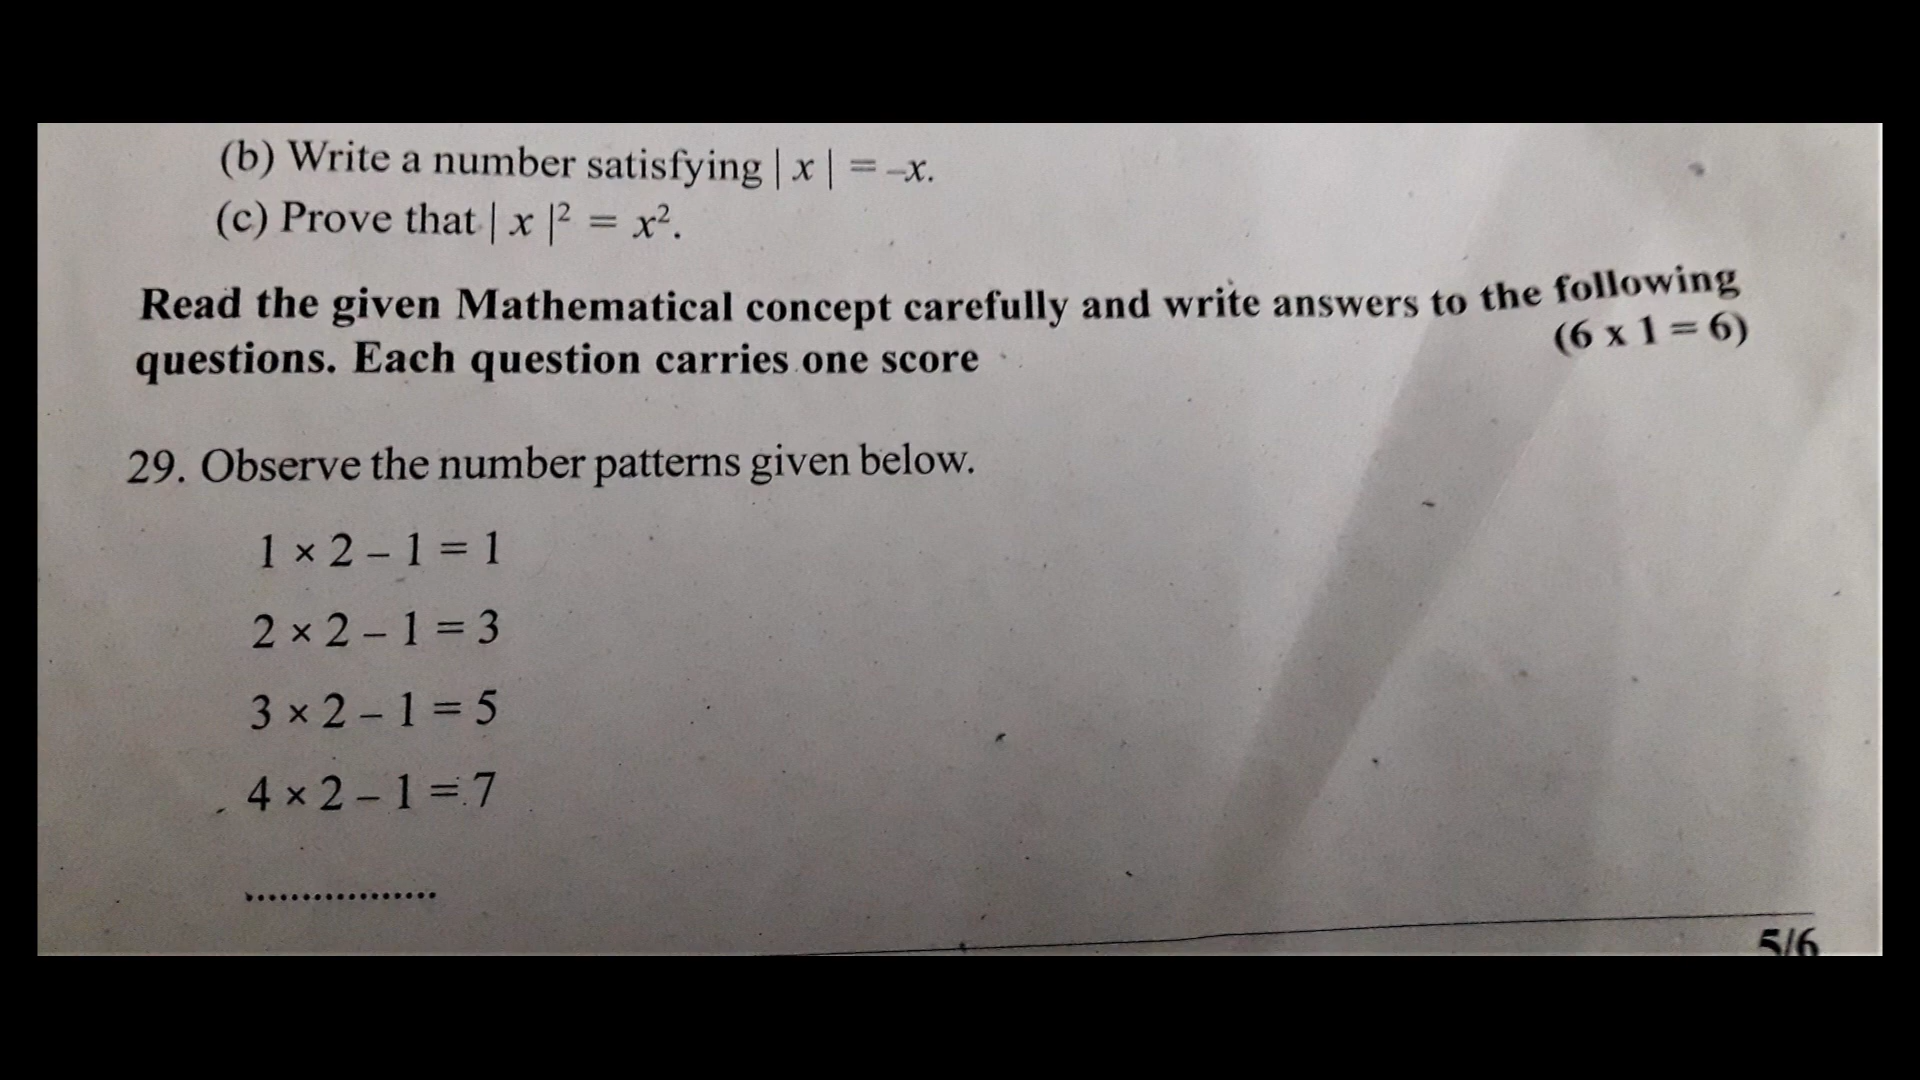 (b) Write a number satisfying | x | = –x.
(c) Prove that | x |² = x².
Read the given Mathematical concept carefully and write answers to the following
questions. Each question carries one score (6 x 1 = 6)
29. Observe the number patterns given below.
1 × 2 – 1 = 1
2 × 2 – 1 = 3
3 × 2 – 1 = 5
4 × 2 – 1 = 7
.................
5/6